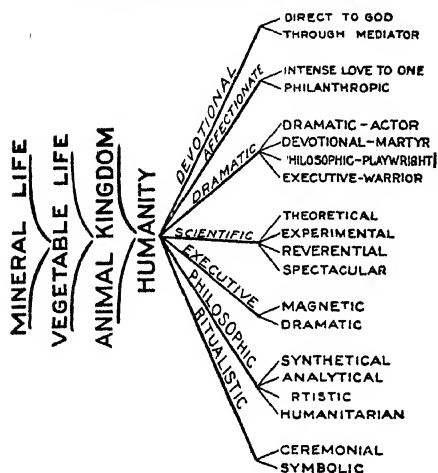 MINERAL LIFE
VEGETABLE LIFE
ANIMAL KINGDOM
HUMANITY
DEVOTIONAL
DIRECT TO GOD
THROUGH MEDIATOR
AFFECTIONATE
INTENSE LOVE TO ONE
PHILANTHROPIC
DRAMATIC
DRAMATIC-ACTOR
DEVOTIONAL-MARTYR
'HILOSOPHIC-PLAYWRIGHT
EXECUTIVE-WARRIOR
SCIENTIFIC
THEORETICAL
EXPERIMENTAL
REVERENTIAL
SPECTACULAR
EXECUTIVE
MAGNETIC
DRAMATIC
PHILOSOPHIC
SYNTHETICAL
ANALYTICAL
RTISTIC
HUMANITARIAN
RITUALISTIC
CEREMONIAL
SYMBOLIC